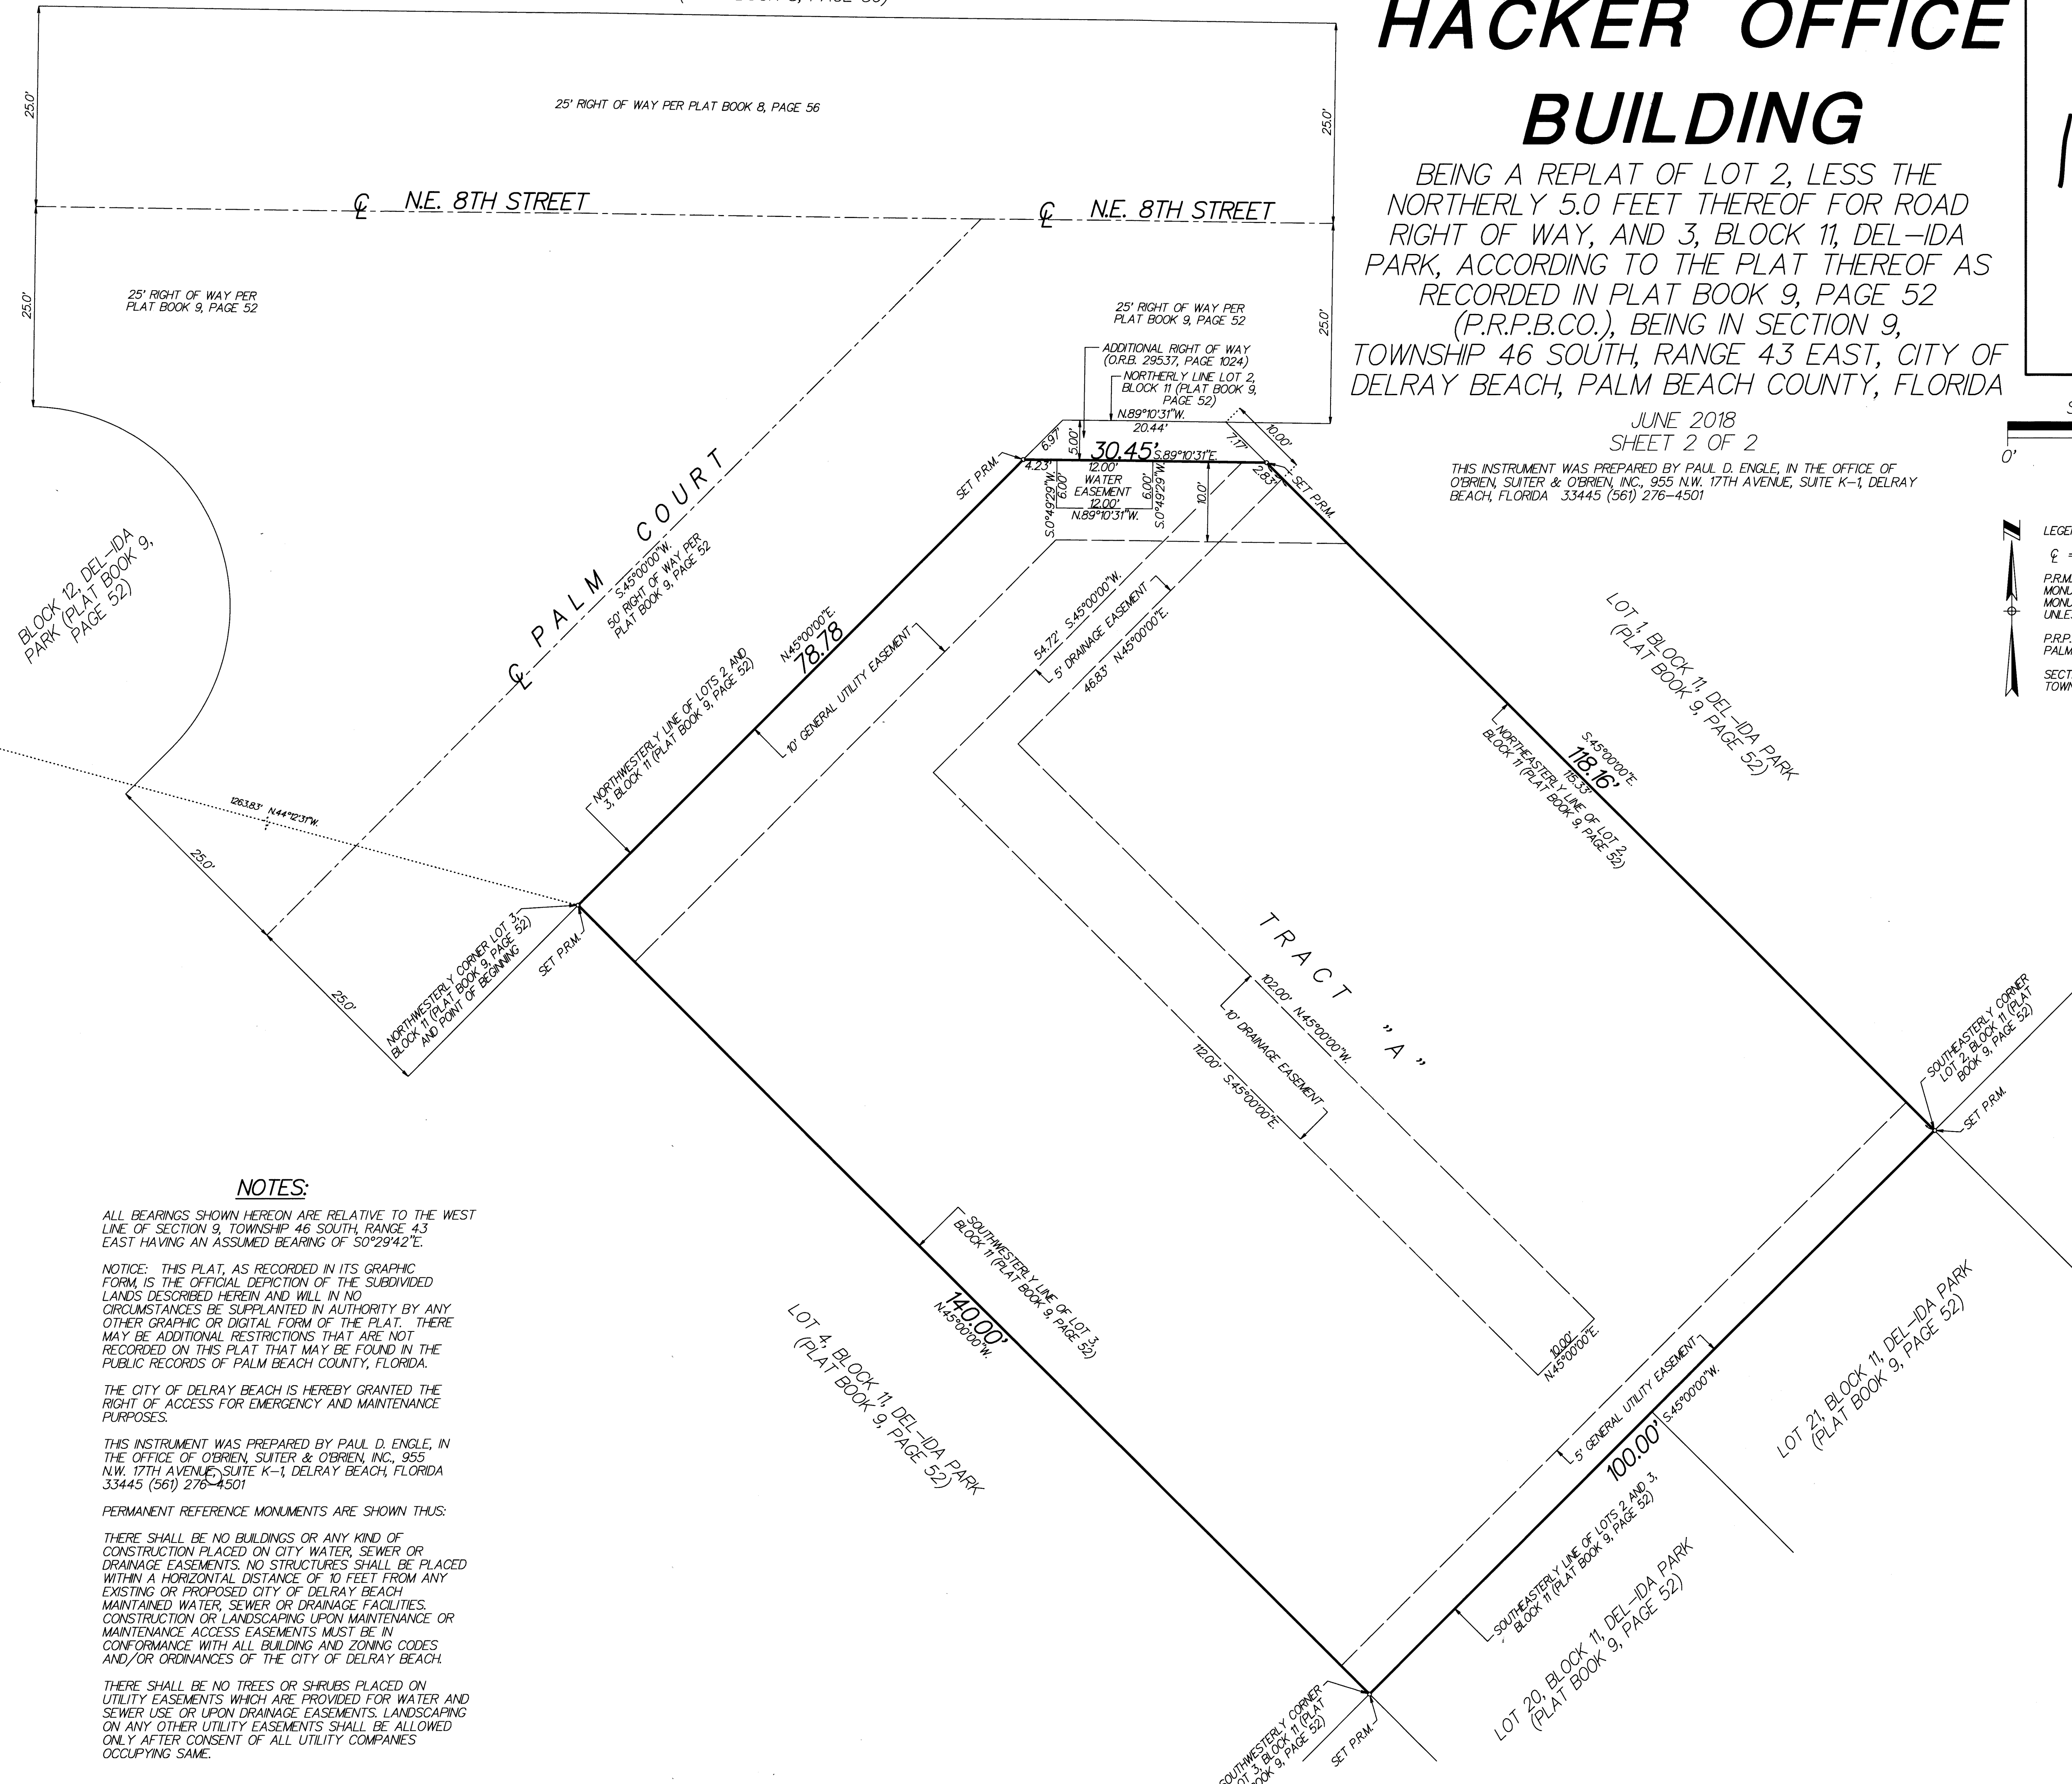 HACKER OFFICE
BUILDING
BEING A REPLAT OF LOT 2, LESS THE
NORTHERLY 5.0 FEET THEREOF FOR ROAD
RIGHT OF WAY, AND 3, BLOCK 11, DEL-IDA
PARK, ACCORDING TO THE PLAT THEREOF AS
RECORDED IN PLAT BOOK 9, PAGE 52
(P.R.P.B.CO.), BEING IN SECTION 9,
TOWNSHIP 46 SOUTH, RANGE 43 EAST, CITY OF
DELRAY BEACH, PALM BEACH COUNTY, FLORIDA
JUNE 2018
SHEET 2 OF 2
THIS INSTRUMENT WAS PREPARED BY PAUL D. ENGLE, IN THE OFFICE OF
O'BRIEN, SUITER & O'BRIEN, INC., 955 N.W. 17TH AVENUE, SUITE K-1, DELRAY
BEACH, FLORIDA 33445 (561) 276-4501
0'
25.0'
25' RIGHT OF WAY PER PLAT BOOK 8, PAGE 56
25.0'
℄ N.E. 8TH STREET
℄ N.E. 8TH STREET
25.0'
25' RIGHT OF WAY PER
PLAT BOOK 9, PAGE 52
25' RIGHT OF WAY PER
PLAT BOOK 9, PAGE 52
25.0'
ADDITIONAL RIGHT OF WAY
(O.R.B. 29537, PAGE 1024)
NORTHERLY LINE LOT 2,
BLOCK 11 (PLAT BOOK 9,
PAGE 52)
N.89°10'31"W.
20.44'
6.97'
5.00'
7.17'
10.00'
30.45' S.89°10'31"E.
4.23'
12.00'
2.83'
SET P.R.M.
SET P.R.M.
S.0°49'29"W.
6.00'
WATER
EASEMENT
6.00'
S.0°49'29"W.
12.00'
N.89°10'31"W.
10.0'
BLOCK 12, DEL-IDA
PARK (PLAT BOOK 9,
PAGE 52)
℄ PALM COURT
S.45°00'00"W.
50' RIGHT OF WAY PER
PLAT BOOK 9, PAGE 52
N.45°00'00"E.
78.78
NORTHWESTERLY LINE OF LOTS 2 AND
3, BLOCK 11 (PLAT BOOK 9, PAGE 52)
10' GENERAL UTILITY EASEMENT
54.72' S.45°00'00"W.
5' DRAINAGE EASEMENT
46.83' N.45°00'00"E.
LOT 1, BLOCK 11, DEL-IDA PARK
(PLAT BOOK 9, PAGE 52)
S.45°00'00"E.
118.16'
115.33'
NORTHEASTERLY LINE OF LOT 2,
BLOCK 11 (PLAT BOOK 9, PAGE 52)
1263.83' N.44°12'31"W.
25.0'
25.0'
NORTHWESTERLY CORNER LOT 3,
BLOCK 11 (PLAT BOOK 9, PAGE 52)
AND POINT OF BEGINNING
SET P.R.M.
TRACT "A"
102.00' N.45°00'00"W.
10' DRAINAGE EASEMENT
112.00' S.45°00'00"E.
SOUTHEASTERLY CORNER
LOT 2, BLOCK 11 (PLAT
BOOK 9, PAGE 52)
SET P.R.M.
SOUTHWESTERLY LINE OF LOT 3,
BLOCK 11 (PLAT BOOK 9, PAGE 52)
140.00'
N.45°00'00"W.
LOT 4, BLOCK 11, DEL-IDA PARK
(PLAT BOOK 9, PAGE 52)
10.00'
N.45°00'00"E.
5' GENERAL UTILITY EASEMENT
S.45°00'00"W.
100.00'
SOUTHEASTERLY LINE OF LOTS 2 AND 3,
BLOCK 11 (PLAT BOOK 9, PAGE 52)
LOT 21, BLOCK 11, DEL-IDA PARK
(PLAT BOOK 9, PAGE 52)
LOT 20, BLOCK 11, DEL-IDA PARK
(PLAT BOOK 9, PAGE 52)
SOUTHWESTERLY CORNER
LOT 3, BLOCK 11 (PLAT
BOOK 9, PAGE 52)
SET P.R.M.
NOTES:
ALL BEARINGS SHOWN HEREON ARE RELATIVE TO THE WEST
LINE OF SECTION 9, TOWNSHIP 46 SOUTH, RANGE 43
EAST HAVING AN ASSUMED BEARING OF S0°29'42"E.
NOTICE: THIS PLAT, AS RECORDED IN ITS GRAPHIC
FORM, IS THE OFFICIAL DEPICTION OF THE SUBDIVIDED
LANDS DESCRIBED HEREIN AND WILL IN NO
CIRCUMSTANCES BE SUPPLANTED IN AUTHORITY BY ANY
OTHER GRAPHIC OR DIGITAL FORM OF THE PLAT. THERE
MAY BE ADDITIONAL RESTRICTIONS THAT ARE NOT
RECORDED ON THIS PLAT THAT MAY BE FOUND IN THE
PUBLIC RECORDS OF PALM BEACH COUNTY, FLORIDA.
THE CITY OF DELRAY BEACH IS HEREBY GRANTED THE
RIGHT OF ACCESS FOR EMERGENCY AND MAINTENANCE
PURPOSES.
THIS INSTRUMENT WAS PREPARED BY PAUL D. ENGLE, IN
THE OFFICE OF O'BRIEN, SUITER & O'BRIEN, INC., 955
N.W. 17TH AVENUE, SUITE K-1, DELRAY BEACH, FLORIDA
33445 (561) 276-4501
PERMANENT REFERENCE MONUMENTS ARE SHOWN THUS:
THERE SHALL BE NO BUILDINGS OR ANY KIND OF
CONSTRUCTION PLACED ON CITY WATER, SEWER OR
DRAINAGE EASEMENTS. NO STRUCTURES SHALL BE PLACED
WITHIN A HORIZONTAL DISTANCE OF 10 FEET FROM ANY
EXISTING OR PROPOSED CITY OF DELRAY BEACH
MAINTAINED WATER, SEWER OR DRAINAGE FACILITIES.
CONSTRUCTION OR LANDSCAPING UPON MAINTENANCE OR
MAINTENANCE ACCESS EASEMENTS MUST BE IN
CONFORMANCE WITH ALL BUILDING AND ZONING CODES
AND/OR ORDINANCES OF THE CITY OF DELRAY BEACH.
THERE SHALL BE NO TREES OR SHRUBS PLACED ON
UTILITY EASEMENTS WHICH ARE PROVIDED FOR WATER AND
SEWER USE OR UPON DRAINAGE EASEMENTS. LANDSCAPING
ON ANY OTHER UTILITY EASEMENTS SHALL BE ALLOWED
ONLY AFTER CONSENT OF ALL UTILITY COMPANIES
OCCUPYING SAME.